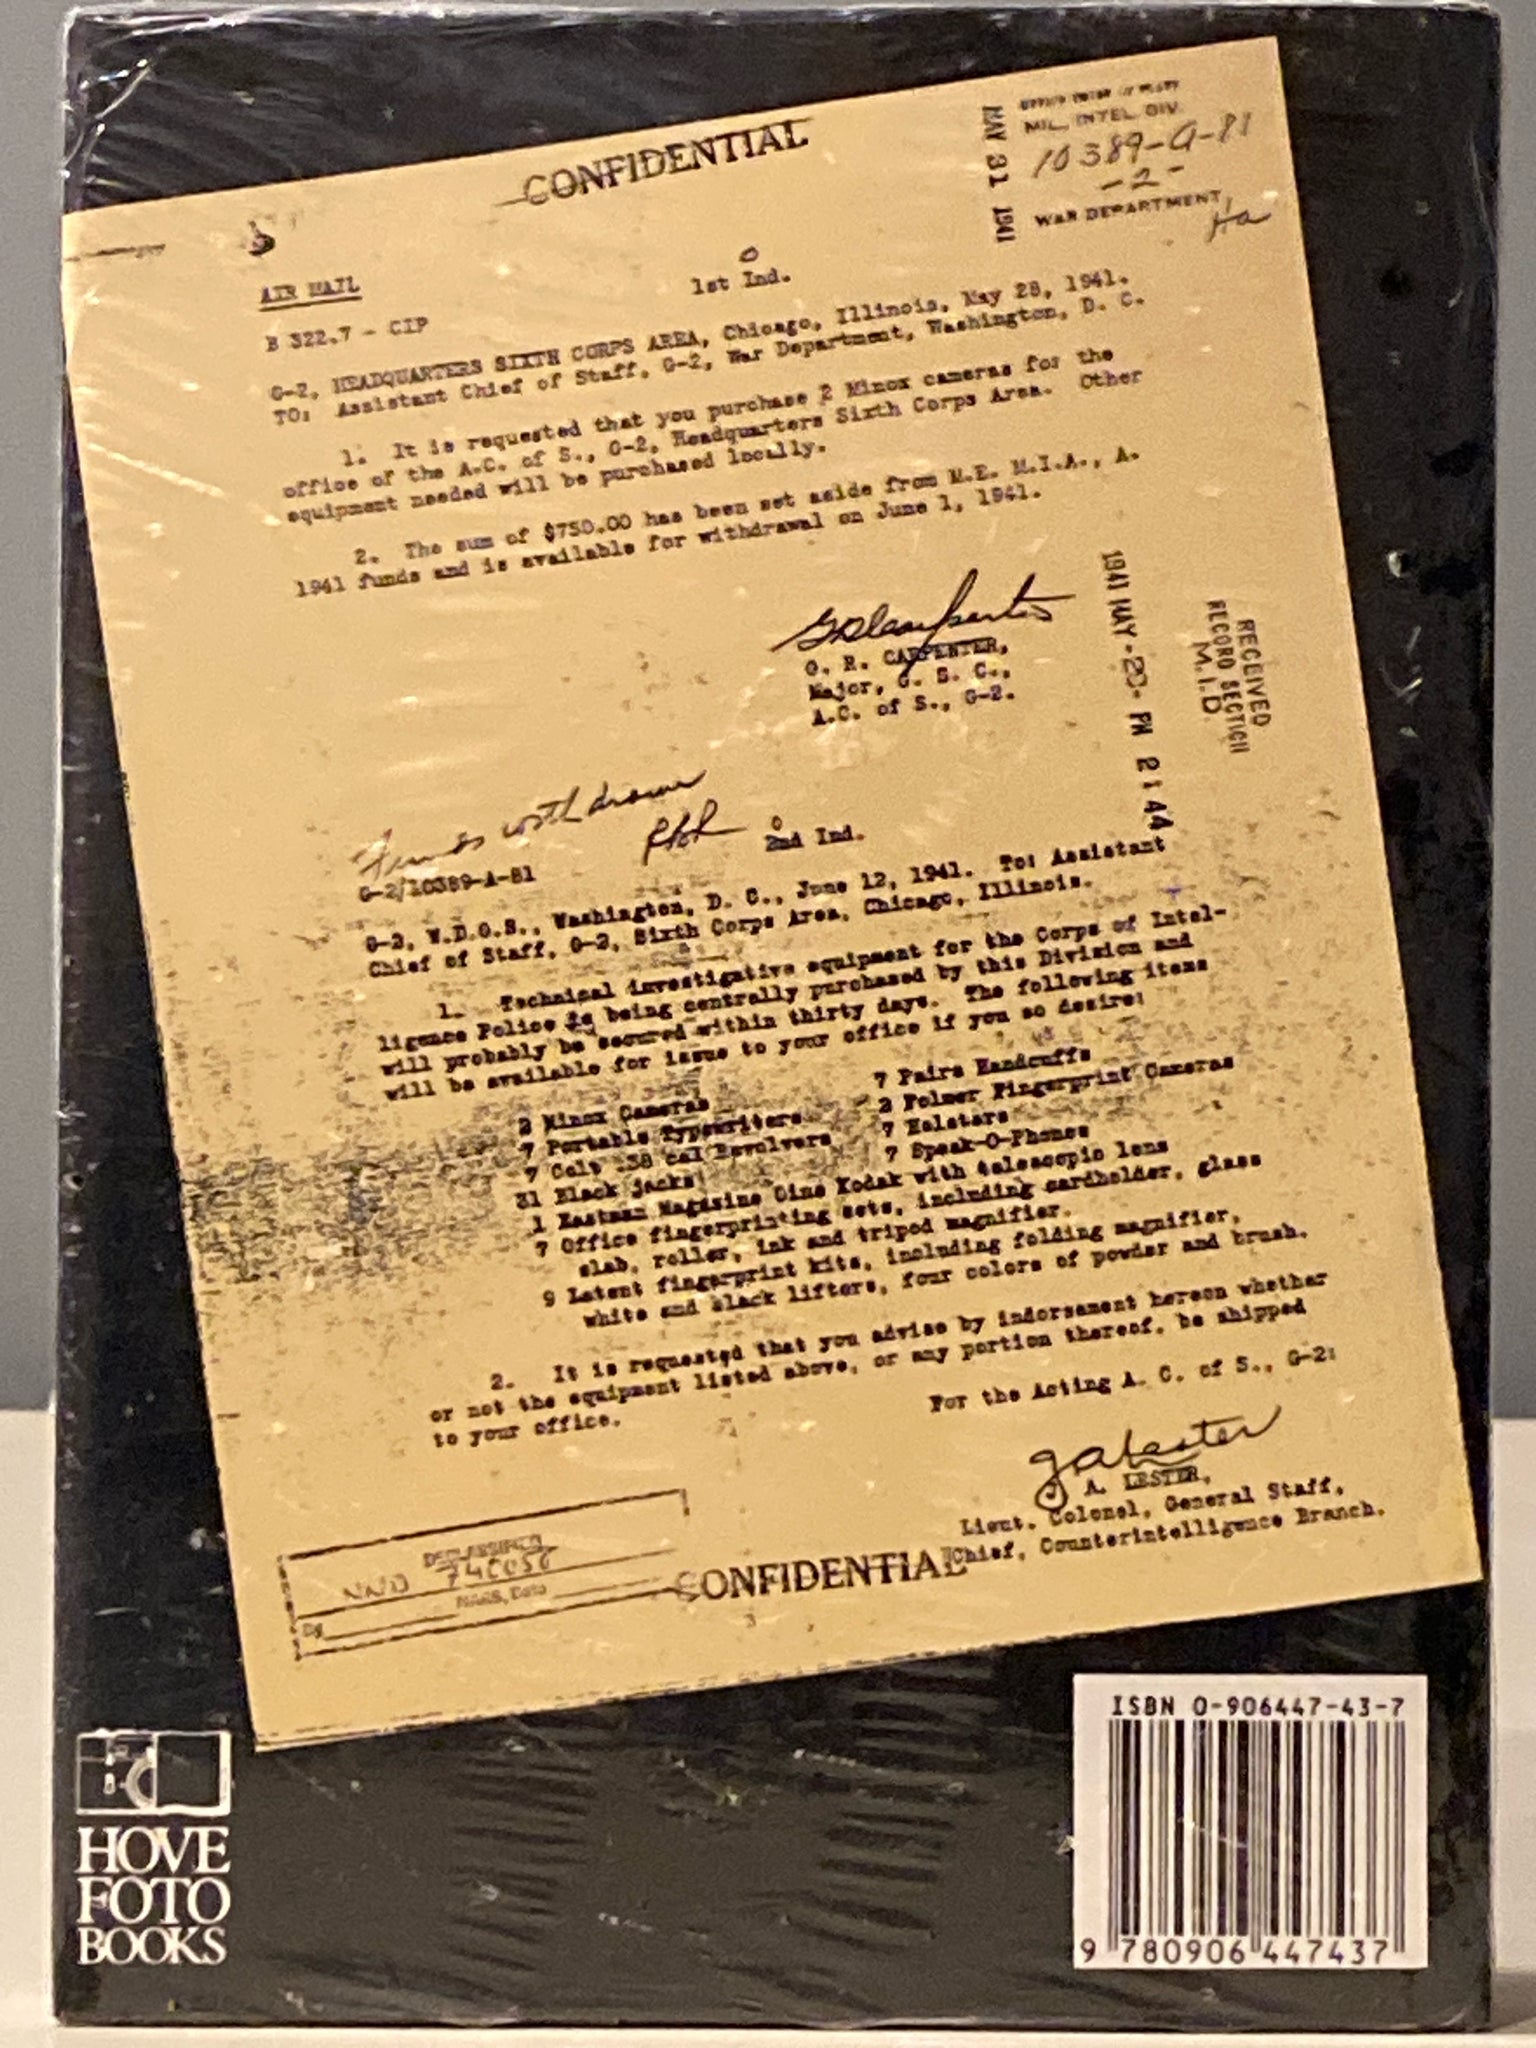 CONFIDENTIAL
MAY 31 1941
MIL. INTEL. DIV.
10389-A-81
-2-
WAR DEPARTMENT
AIR MAIL
1st Ind.
B 322.7 - CIP
G-2, HEADQUARTERS SIXTH CORPS AREA, Chicago, Illinois, May 28, 1941.
TO: Assistant Chief of Staff, G-2, War Department, Washington, D. C.
1. It is requested that you purchase 2 Minox cameras for the
office of the A.C. of S., G-2, Headquarters Sixth Corps Area. Other
equipment needed will be purchased locally.
2. The sum of $750.00 has been set aside from M.E. M.I.A., A.
1941 funds and is available for withdrawal on June 1, 1941.
G. R. CARPENTER,
Major, G. S. C.,
A.C. of S., G-2.
1941 MAY PM 2 44
RECEIVED
RECORD SECTION
M.I.D.
Funds withdrawn
2nd Ind.
G-2/10389-A-81
G-2, W.D.G.S., Washington, D. C., June 12, 1941. To: Assistant
Chief of Staff, G-2, Sixth Corps Area, Chicago, Illinois.
1. Technical investigative equipment for the Corps of Intel-
ligence Police is being centrally purchased by this Division and
will probably be secured within thirty days. The following items
will be available for issue to your office if you so desire:
2 Minox Cameras
7 Portable Typewriters
7 Colt .38 cal Revolvers
31 Black jacks
7 Pairs Handcuffs
2 Folmer Fingerprint Cameras
7 Holsters
7 Speak-O-Phones
1 Eastman Magizine Cine Kodak with telescopic lens
7 Office fingerprinting sets, including cardholder, glass
slab, roller, ink and tripod magnifier.
9 Latent fingerprint kits, including folding magnifier,
white and black lifters, four colors of powder and brush.
2. It is requested that you advise by indorsement hereon whether
or not the equipment listed above, or any portion thereof, be shipped
to your office.
For the Acting A. C. of S., G-2:
J A Lester
J. A. LESTER,
Lieut. Colonel, General Staff,
Chief, Counterintelligence Branch.
DECLASSIFIED
NND 740058
By
CONFIDENTIAL
HOVE
FOTO
BOOKS
ISBN 0-906447-43-7
9 780906 447437